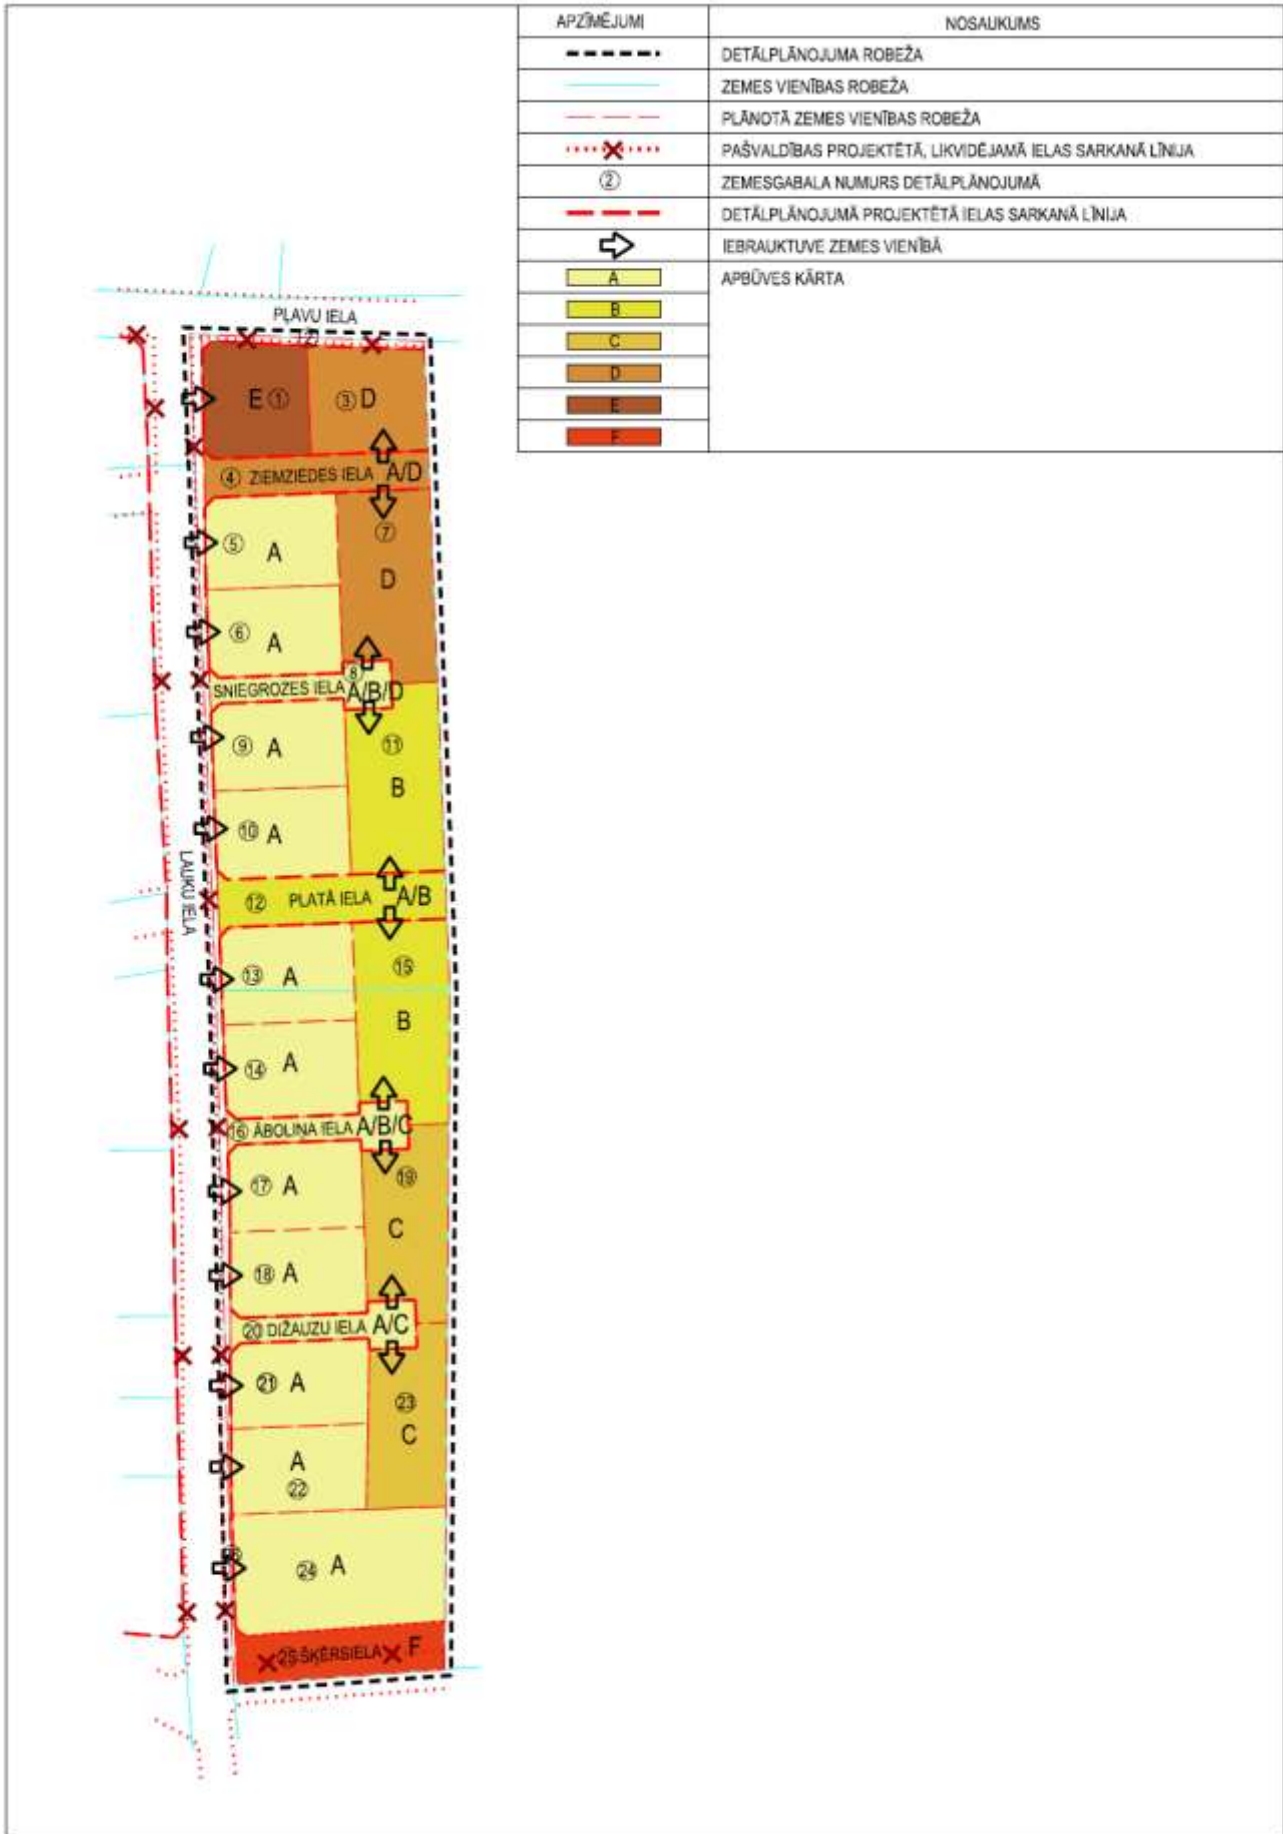 APZĪMĒJUMI NOSAUKUMS
DETĀLPLĀNOJUMA ROBEŽA
ZEMES VIENĪBAS ROBEŽA
PLĀNOTĀ ZEMES VIENĪBAS ROBEŽA
PAŠVALDĪBAS PROJEKTĒTĀ, LIKVIDĒJAMĀ IELAS SARKANĀ LĪNIJA
2 ZEMESGABALA NUMURS DETĀLPLĀNOJUMĀ
DETĀLPLĀNOJUMĀ PROJEKTĒTĀ IELAS SARKANĀ LĪNIJA
IEBRAUKTUVE ZEMES VIENĪBĀ
A APBŪVES KĀRTA
B
C
D
E
F
PĻAVU IELA
E 1 3 D
4 ZIEMZIEDES IELA A/D
5 A
7
D
6 A
8
SNIEGROZES IELA A/B/D
9 A
11
B
10 A
LAUKU IELA
12 PLATĀ IELA A/B
13 A
15
B
14 A
16 ĀBOLIŅA IELA A/B/C
17 A
19
C
18 A
20 DIŽAUZU IELA A/C
21 A
23
C
A
22
24 A
25 ŠĶĒRSIELA F